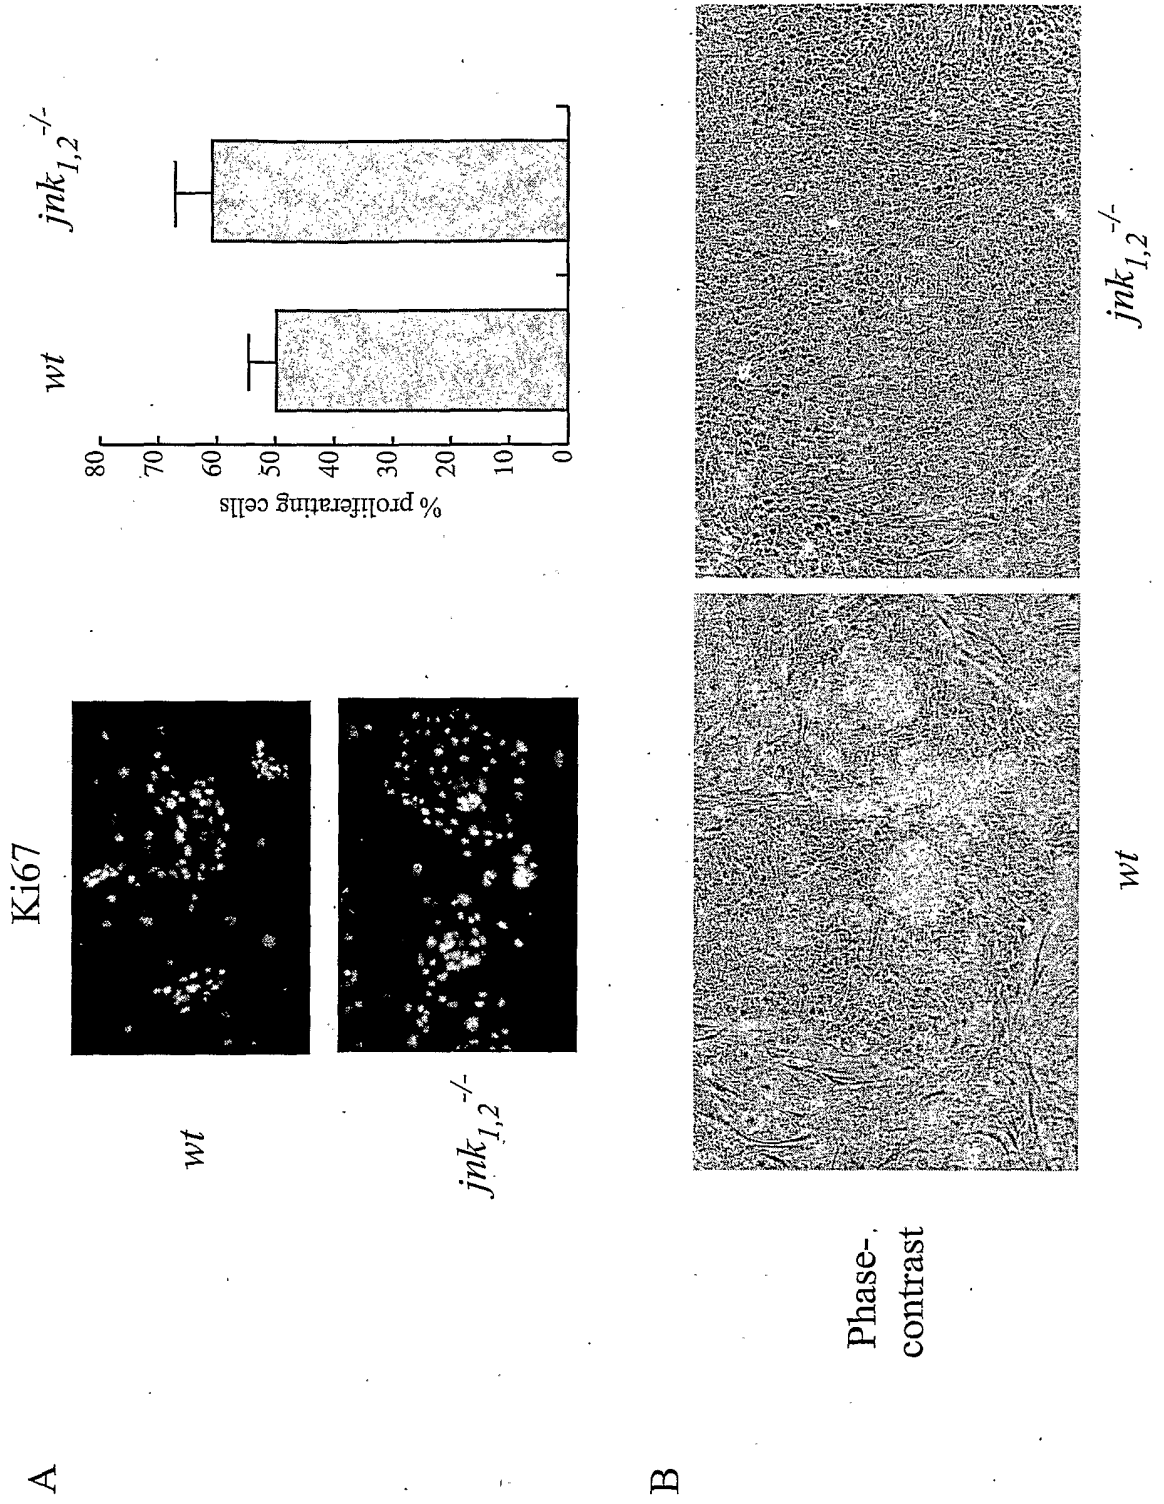 A
Ki67
wt
jnk1,2-/-
wt
jnk1,2-/-
80
70
60
50
40
30
20
10
0
% proliferating cells
B
Phase-
contrast
wt
jnk1,2-/-